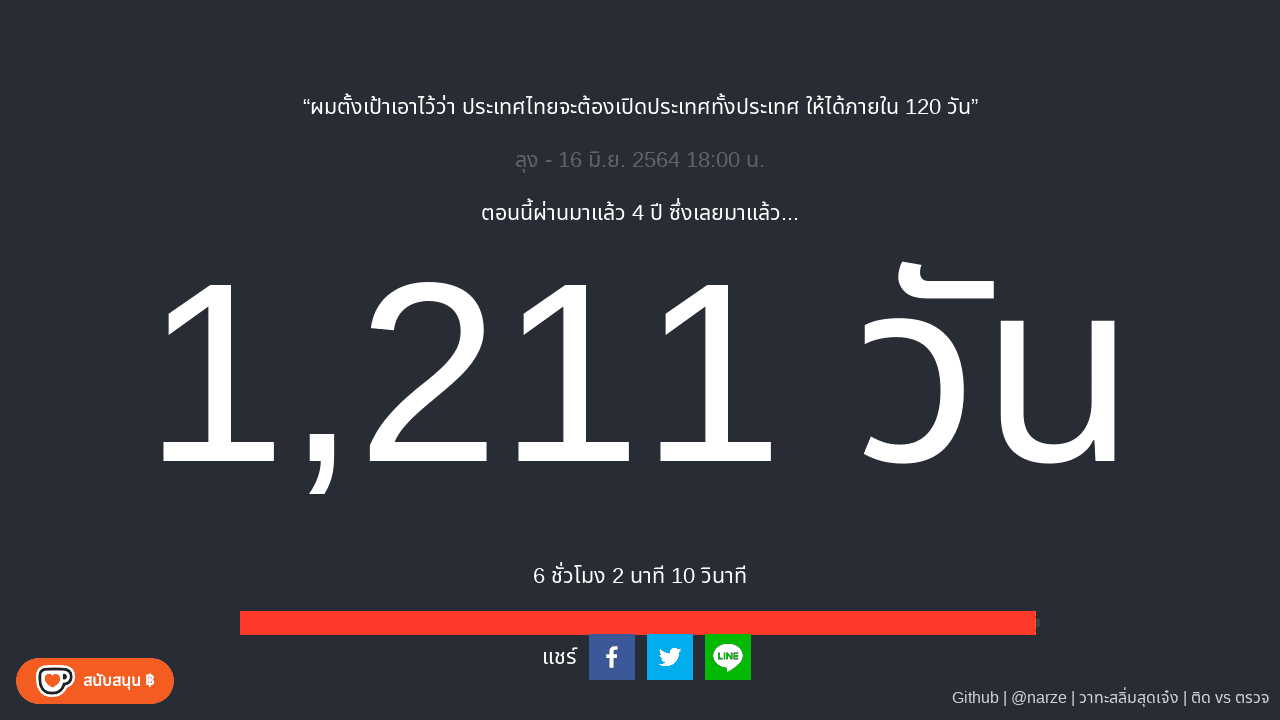 “ผมตั้งเป้าเอาไว้ว่า ประเทศไทยจะต้องเปิดประเทศทั้งประเทศ ให้ได้ภายใน 120 วัน”
ลุง - 16 มิ.ย. 2564 18:00 น.
ตอนนี้ผ่านมาแล้ว 4 ปี ซึ่งเลยมาแล้ว...
1,211 วัน
6 ชั่วโมง 2 นาที 10 วินาที
แชร์
LINE
สนับสนุน ฿
Github | @narze | วาทะสลิ่มสุดเจ๋ง | ติด vs ตรวจ